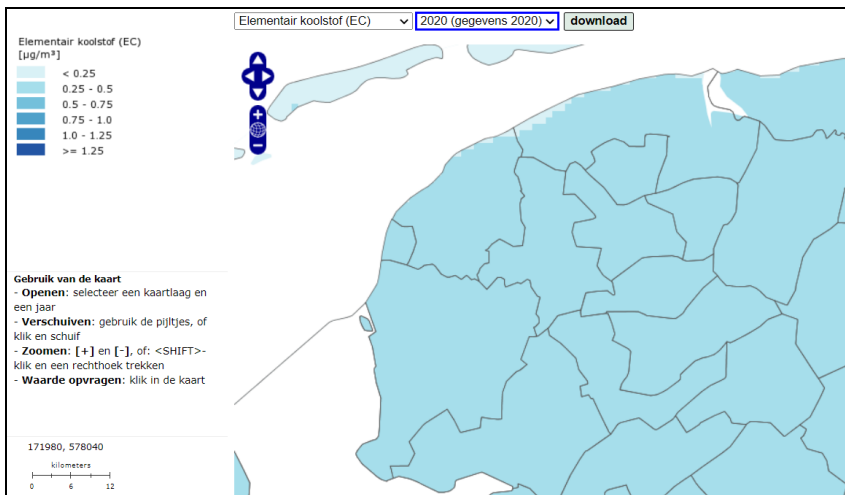 Elementair koolstof (EC) 2020 (gegevens 2020) download
Elementair koolstof (EC)
[µg/m³]
< 0.25
0.25 - 0.5
0.5 - 0.75
0.75 - 1.0
1.0 - 1.25
>= 1.25
Gebruik van de kaart
- Openen: selecteer een kaartlaag en
een jaar
- Verschuiven: gebruik de pijltjes, of
klik en schuif
- Zoomen: [+] en [-], of: <SHIFT>-
klik en een rechthoek trekken
- Waarde opvragen: klik in de kaart
171980, 578040
kilometers
0 6 12